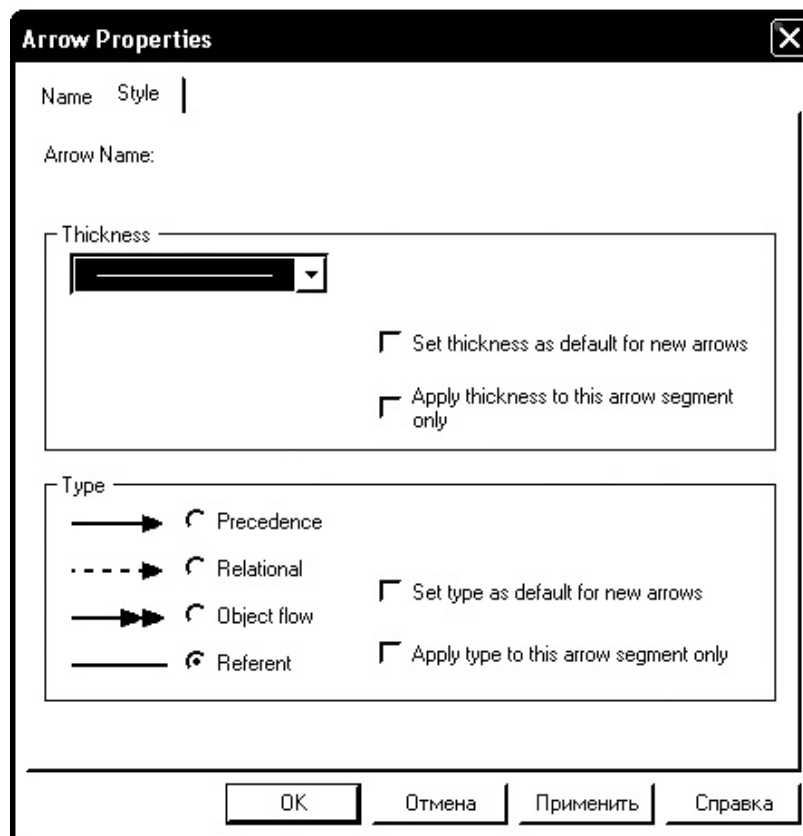 Arrow Properties
Name Style
Arrow Name:
Thickness
Set thickness as default for new arrows
Apply thickness to this arrow segment
only
Type
Precedence
Relational
Object flow
Referent
Set type as default for new arrows
Apply type to this arrow segment only
OK Отмена Применить Справка